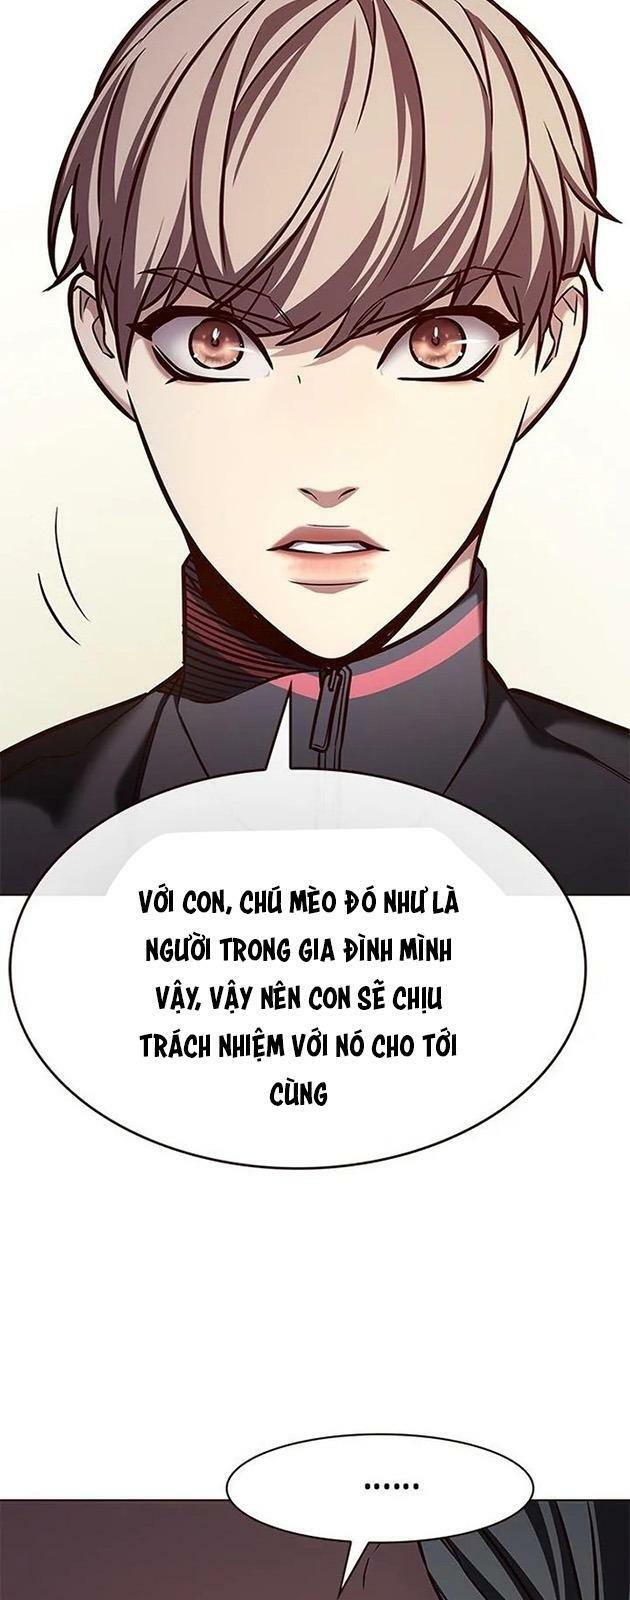 VỚI CON, CHÚ MÈO ĐÓ NHƯ LÀ
NGƯỜI TRONG GIA ĐÌNH MÌNH
VẬY, VẬY NÊN CON SẼ CHỊU
TRÁCH NHIỆM VỚI NÓ CHO TỚI
CÙNG
......